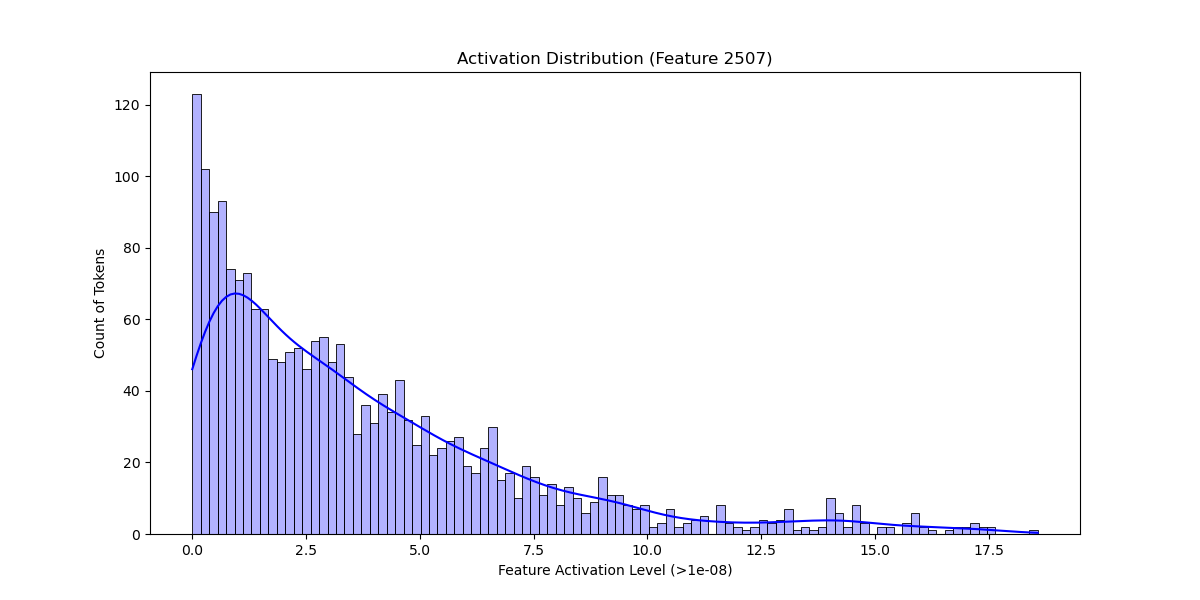 Activation Distribution (Feature 2507)
120
100
80
60
40
20
0
Count of Tokens
0.0 2.5 5.0 7.5 10.0 12.5 15.0 17.5
Feature Activation Level (>1e-08)